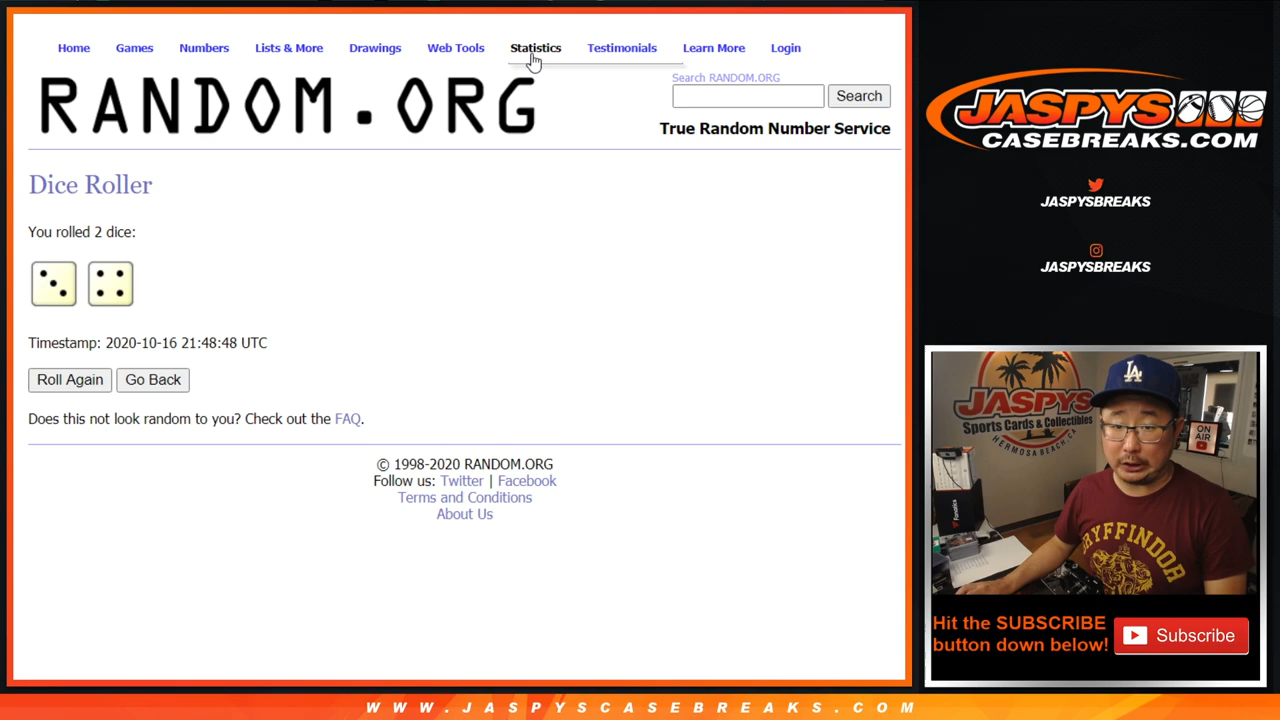 Home Games Numbers Lists & More Drawings Web Tools Statistics Testimonials Learn More Login
RANDOM.ORG
Search RANDOM.ORG
Search
True Random Number Service
Dice Roller
You rolled 2 dice:
Timestamp: 2020-10-16 21:48:48 UTC
Roll Again Go Back
Does this not look random to you? Check out the FAQ.
© 1998-2020 RANDOM.ORG
Follow us: Twitter | Facebook
Terms and Conditions
About Us
JASPYS
CASEBREAKS.COM
JASPYSBREAKS
JASPYSBREAKS
JASPYS
Sports Cards & Collectibles
HERMOSA BEACH, CA
LA
ON
AIR
Fanatics
GRYFFINDOR
Hit the SUBSCRIBE
button down below!
Subscribe
WWW.JASPYSCASEBREAKS.COM